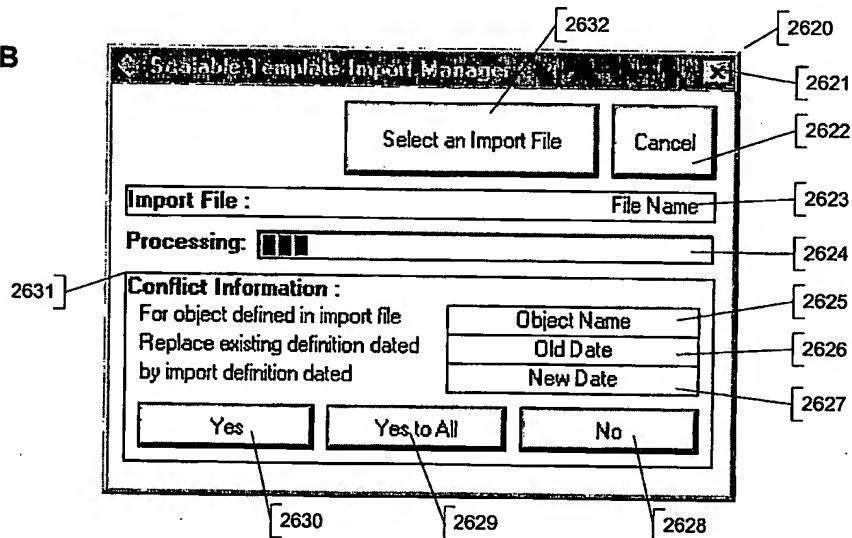 2632
2620
B
Scalable Template Import Manager
2621
Select an Import File
Cancel
2622
Import File :
File Name
2623
Processing:
2624
2631
Conflict Information :
2625
For object defined in import file
Object Name
Replace existing definition dated
Old Date
2626
by import definition dated
New Date
2627
Yes
Yes to All
No
2630
2629
2628